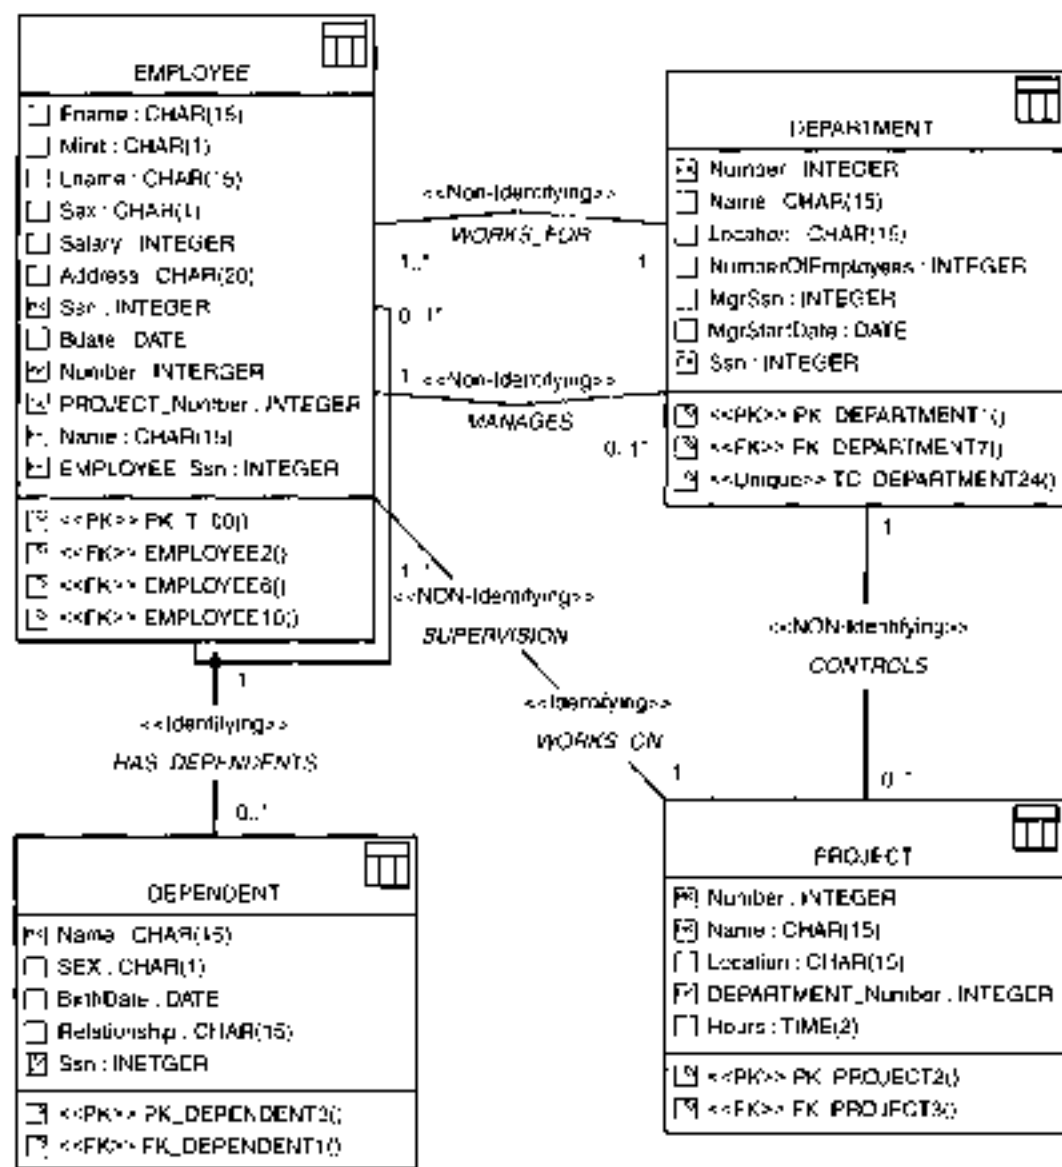 EMPLOYEE
Fname : CHAR(15)
Minit : CHAR(1)
Lname : CHAR(15)
Sex : CHAR(1)
Salary : INTEGER
Address : CHAR(20)
Ssn : INTEGER
Bdate : DATE
Number : INTERGER
PROJECT_Number : INTEGER
Name : CHAR(15)
EMPLOYEE_Ssn : INTEGER
<<PK>> PK_T_00()
<<FK>> EMPLOYEE2()
<<FK>> EMPLOYEE6()
<<FK>> EMPLOYEE10()
<<Non-Identifying>>
WORKS_FOR
1..*
1
0..1*
1
<<Non-Identifying>>
MANAGES
0..1*
DEPARTMENT
Number : INTEGER
Name : CHAR(15)
Location : CHAR(15)
NumberOfEmployees : INTEGER
MgrSsn : INTEGER
MgrStartDate : DATE
Ssn : INTEGER
<<PK>> PK_DEPARTMENT1()
<<FK>> FK_DEPARTMENT7()
<<Unique>> TC_DEPARTMENT24()
1..*
<<NON-Identifying>>
SUPERVISION
1
<<NON-Identifying>>
CONTROLS
0..*
<<Identifying>>
WORKS_ON
1
1
<<Identifying>>
HAS_DEPENDENTS
0..*
DEPENDENT
Name : CHAR(15)
SEX : CHAR(1)
BirthDate : DATE
Relationship : CHAR(15)
Ssn : INETGER
<<PK>> PK_DEPENDENT3()
<<FK>> FK_DEPENDENT1()
PROJECT
Number : INTEGER
Name : CHAR(15)
Location : CHAR(15)
DEPARTMENT_Number : INTEGER
Hours : TIME(2)
<<PK>> PK_PROJECT2()
<<FK>> FK_PROJECT3()